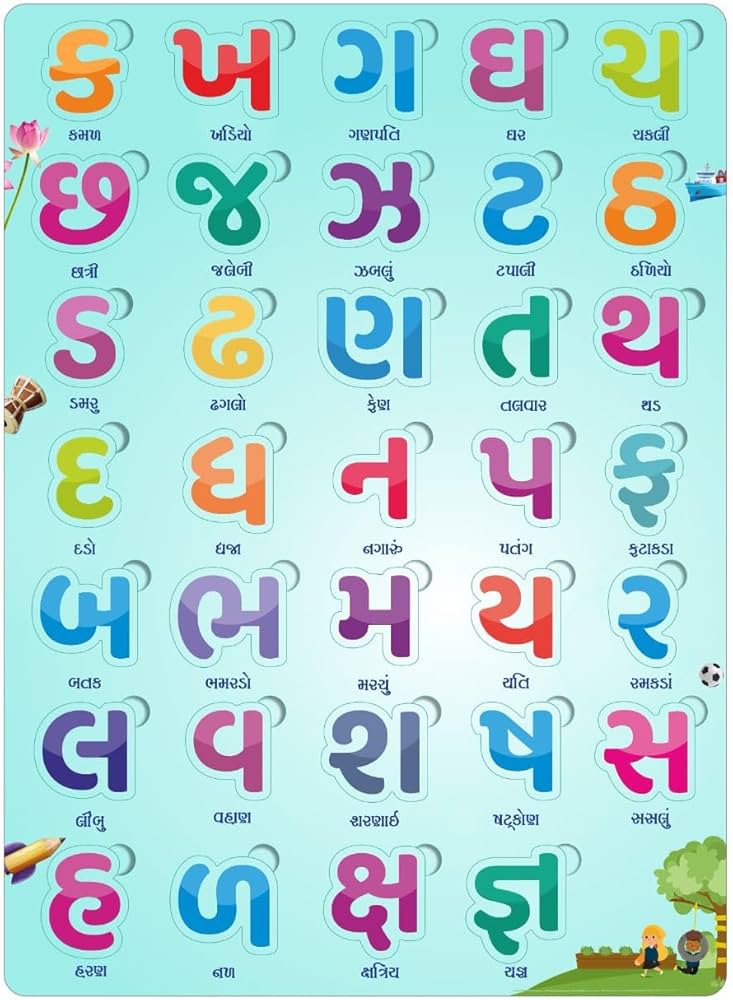 ક ખ ગ ઘ ચ
કમળ ખડિયો ગણપતિ ઘર ચકલી
છ જ ઝ ટ ઠ
છત્રી જલેબી ઝબલું ટપાલી ઠળિયો
ડ ઢ ણ ત થ
ડમરુ ઢગલો ફેણ તલવાર થડ
દ ધ ન પ ફ
દડો ધજા નગારું પતંગ ફટાકડા
બ ભ મ ય ર
બતક ભમરડો મરચું યતિ રમકડાં
લ વ શ ષ સ
લીંબુ વહાણ શરણાઈ ષટ્કોણ સસલું
હ ળ ક્ષ જ્ઞ
હરણ નળ ક્ષત્રિય યજ્ઞ